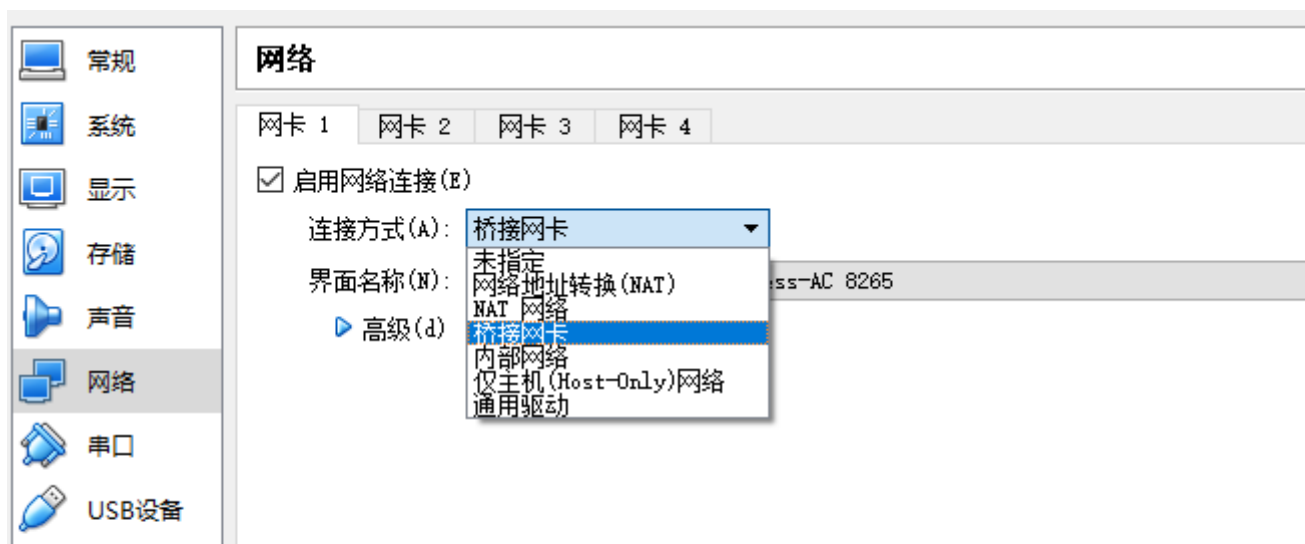 常规
系统
显示
存储
声音
网络
串口
USB设备
网络
网卡 1 网卡 2 网卡 3 网卡 4
启用网络连接(E)
连接方式(A): 桥接网卡
未指定
界面名称(N): ss-AC 8265
网络地址转换(NAT)
NAT 网络
高级(d)
桥接网卡
内部网络
仅主机(Host-Only)网络
通用驱动